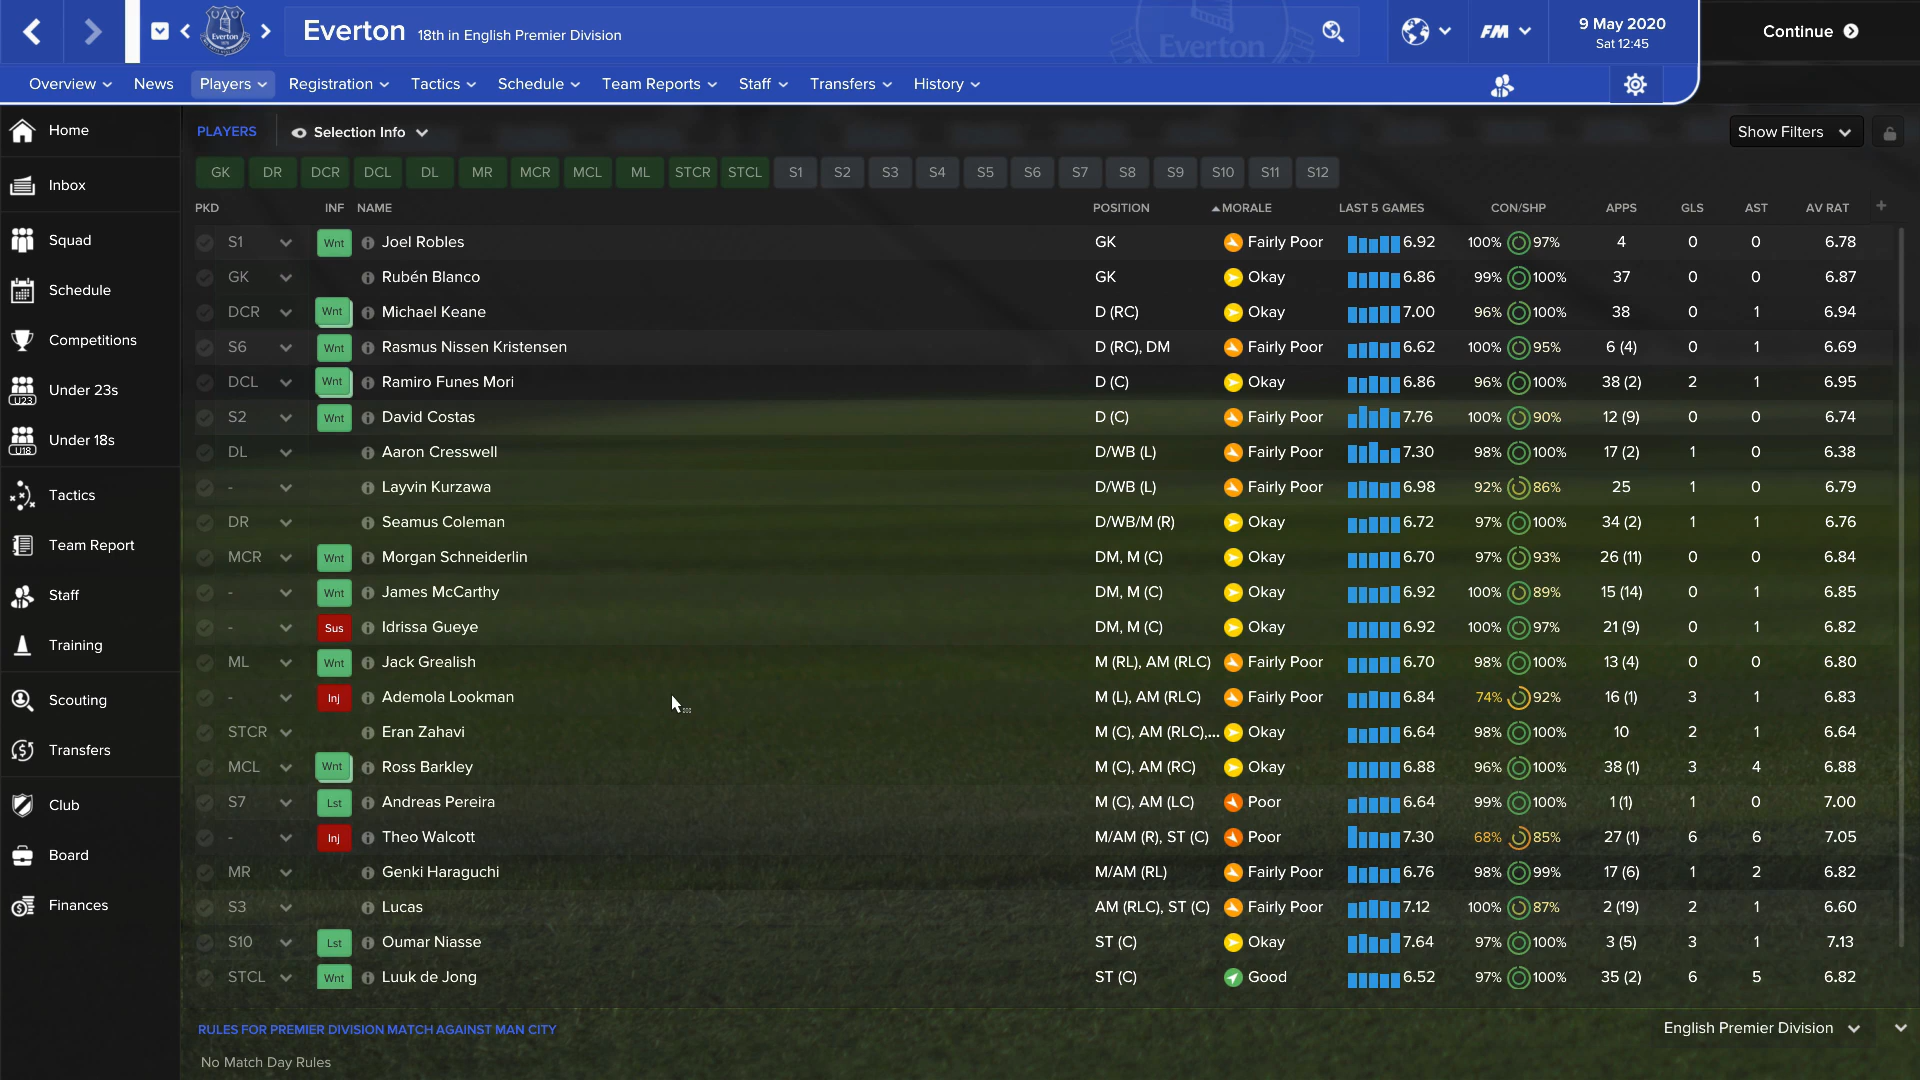 Everton 18th in English Premier Division
FM
9 May 2020
Sat 12:45
Continue
Overview News Players Registration Tactics Schedule Team Reports Staff Transfers History
Home
Inbox
Squad
Schedule
Competitions
Under 23s
U23
Under 18s
U18
Tactics
Team Report
Staff
Training
Scouting
Transfers
Club
Board
Finances
PLAYERS Selection Info Show Filters
GK DR DCR DCL DL MR MCR MCL ML STCR STCL S1 S2 S3 S4 S5 S6 S7 S8 S9 S10 S11 S12
PKD INF NAME POSITION MORALE LAST 5 GAMES CON/SHP APPS GLS AST AV RAT +
S1 Wnt Joel Robles GK Fairly Poor 6.92 100% 97% 4 0 0 6.78
GK Rubén Blanco GK Okay 6.86 99% 100% 37 0 0 6.87
DCR Wnt Michael Keane D (RC) Okay 7.00 96% 100% 38 0 1 6.94
S6 Wnt Rasmus Nissen Kristensen D (RC), DM Fairly Poor 6.62 100% 95% 6 (4) 0 1 6.69
DCL Wnt Ramiro Funes Mori D (C) Okay 6.86 96% 100% 38 (2) 2 1 6.95
S2 Wnt David Costas D (C) Fairly Poor 7.76 100% 90% 12 (9) 0 0 6.74
DL Aaron Cresswell D/WB (L) Fairly Poor 7.30 98% 100% 17 (2) 1 0 6.38
- Layvin Kurzawa D/WB (L) Fairly Poor 6.98 92% 86% 25 1 0 6.79
DR Seamus Coleman D/WB/M (R) Okay 6.72 97% 100% 34 (2) 1 1 6.76
MCR Wnt Morgan Schneiderlin DM, M (C) Okay 6.70 97% 93% 26 (11) 0 0 6.84
- Wnt James McCarthy DM, M (C) Okay 6.92 100% 89% 15 (14) 0 1 6.85
- Sus Idrissa Gueye DM, M (C) Okay 6.92 100% 97% 21 (9) 0 1 6.82
ML Wnt Jack Grealish M (RL), AM (RLC) Fairly Poor 6.70 98% 100% 13 (4) 0 0 6.80
- Inj Ademola Lookman M (L), AM (RLC) Fairly Poor 6.84 74% 92% 16 (1) 3 1 6.83
STCR Eran Zahavi M (C), AM (RLC),... Okay 6.64 98% 100% 10 2 1 6.64
MCL Wnt Ross Barkley M (C), AM (RC) Okay 6.88 96% 100% 38 (1) 3 4 6.88
S7 Lst Andreas Pereira M (C), AM (LC) Poor 6.64 99% 100% 1 (1) 1 0 7.00
- Inj Theo Walcott M/AM (R), ST (C) Poor 7.30 68% 85% 27 (1) 6 6 7.05
MR Genki Haraguchi M/AM (RL) Fairly Poor 6.76 98% 99% 17 (6) 1 2 6.82
S3 Lucas AM (RLC), ST (C) Fairly Poor 7.12 100% 87% 2 (19) 2 1 6.60
S10 Lst Oumar Niasse ST (C) Okay 7.64 97% 100% 3 (5) 3 1 7.13
STCL Wnt Luuk de Jong ST (C) Good 6.52 97% 100% 35 (2) 6 5 6.82
RULES FOR PREMIER DIVISION MATCH AGAINST MAN CITY English Premier Division
No Match Day Rules